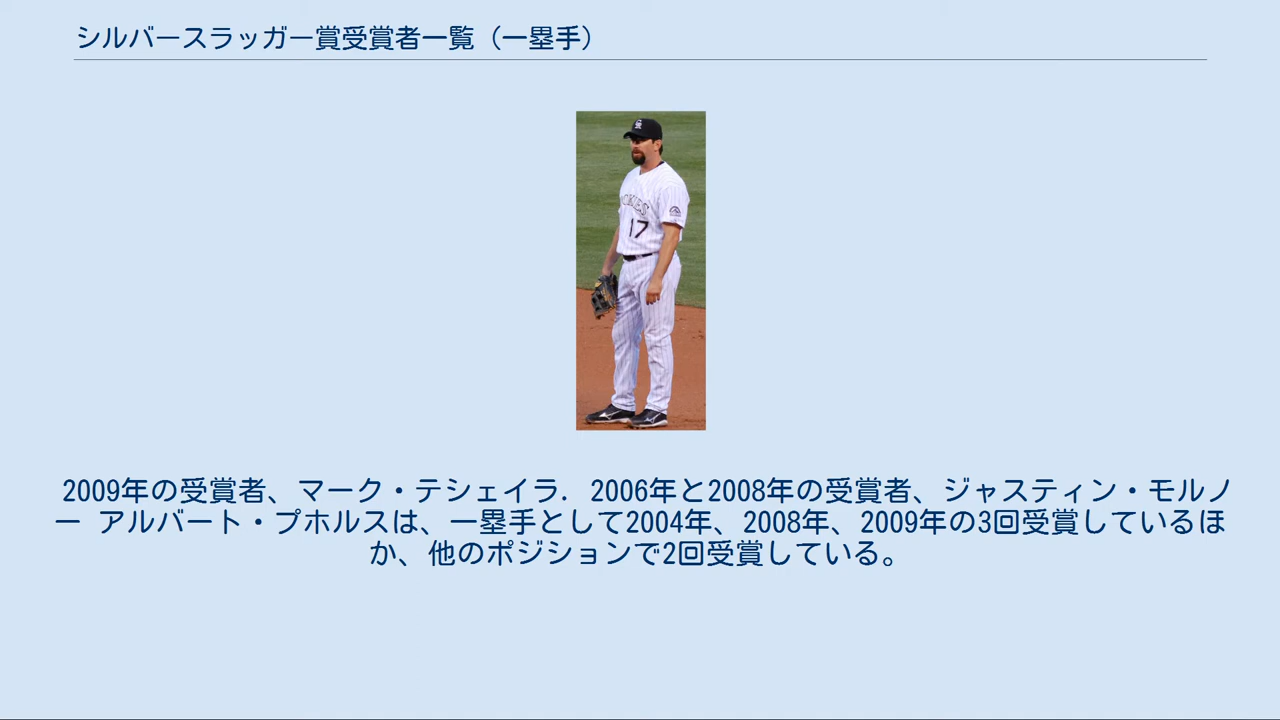 シルバースラッガー賞受賞者一覧（一塁手）
17
2009年の受賞者、マーク・テシェイラ. 2006年と2008年の受賞者、ジャスティン・モルノ
ー アルバート・プホルスは、一塁手として2004年、2008年、2009年の3回受賞しているほ
か、他のポジションで2回受賞している。